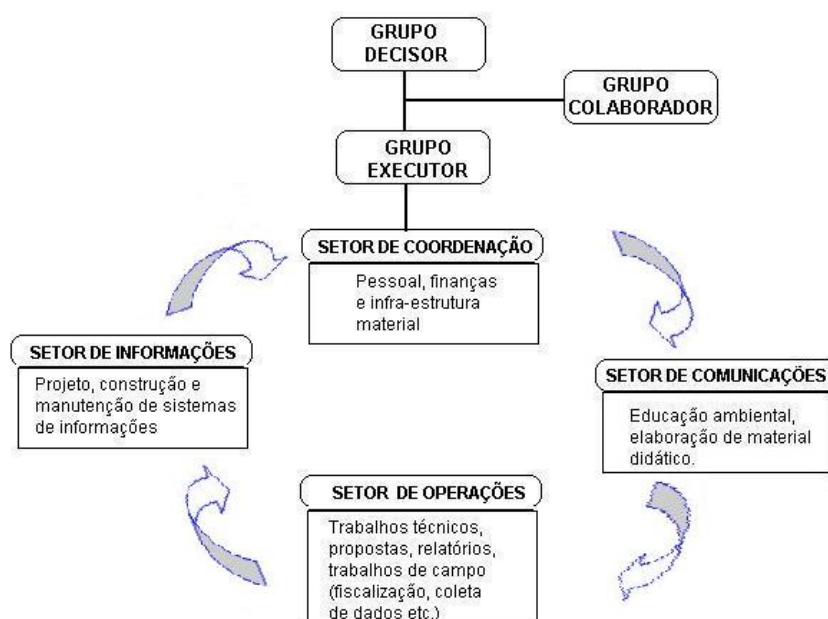 GRUPO
DECISOR
GRUPO
COLABORADOR
GRUPO
EXECUTOR
SETOR DE COORDENAÇÃO
Pessoal, finanças
e infra-estrutura
material
SETOR DE INFORMAÇÕES
Projeto, construção e
manutenção de sistemas
de informações
SETOR DE COMUNICAÇÕES
Educação ambiental,
elaboração de material
didático.
SETOR DE OPERAÇÕES
Trabalhos técnicos,
propostas, relatórios,
trabalhos de campo
(fiscalização, coleta
de dados etc.)